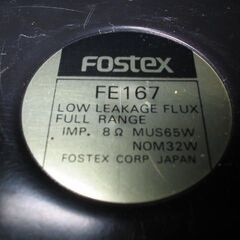 FOSTEX
FE167
LOW LEAKAGE FLUX
FULL RANGE
IMP. 8Ω MUS65W
NOM32W
FOSTEX CORP JAPAN